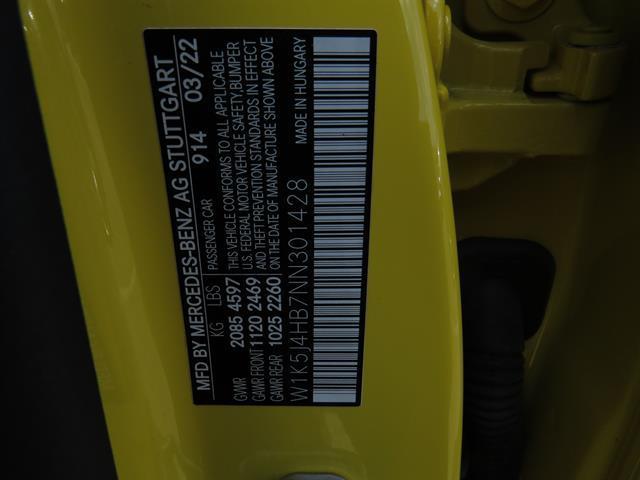 MFD BY MERCEDES-BENZ AG STUTTGART
914 03/22
KG LBS PASSENGER CAR
GVWR 2085 4597 THIS VEHICLE CONFORMS TO ALL APPLICABLE
GAWR FRONT 1120 2469 U.S. FEDERAL MOTOR VEHICLE SAFETY, BUMPER
GAWR REAR 1025 2260 AND THEFT PREVENTION STANDARDS IN EFFECT
ON THE DATE OF MANUFACTURE SHOWN ABOVE
W1K5J4HB7NN301428
MADE IN HUNGARY